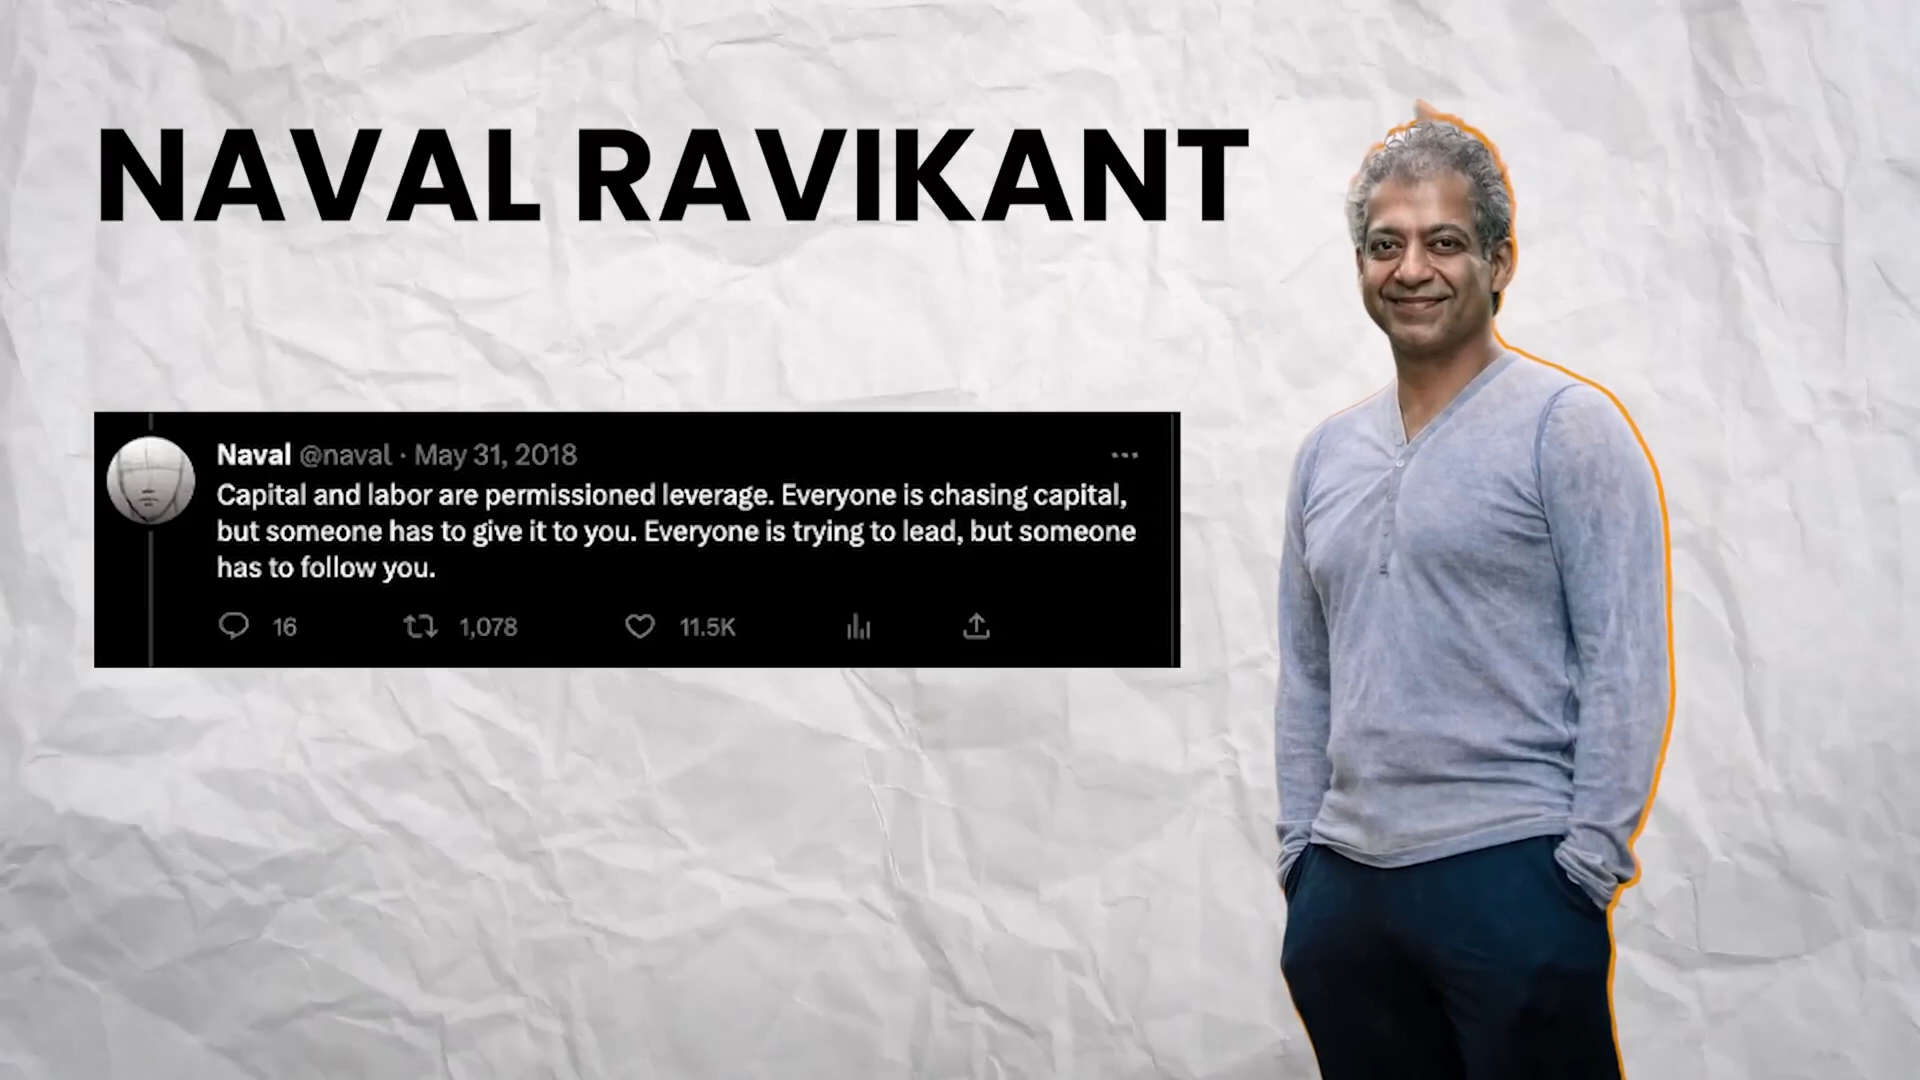 NAVAL RAVIKANT
Naval @naval · May 31, 2018
Capital and labor are permissioned leverage. Everyone is chasing capital,
but someone has to give it to you. Everyone is trying to lead, but someone
has to follow you.
16 1,078 11.5K